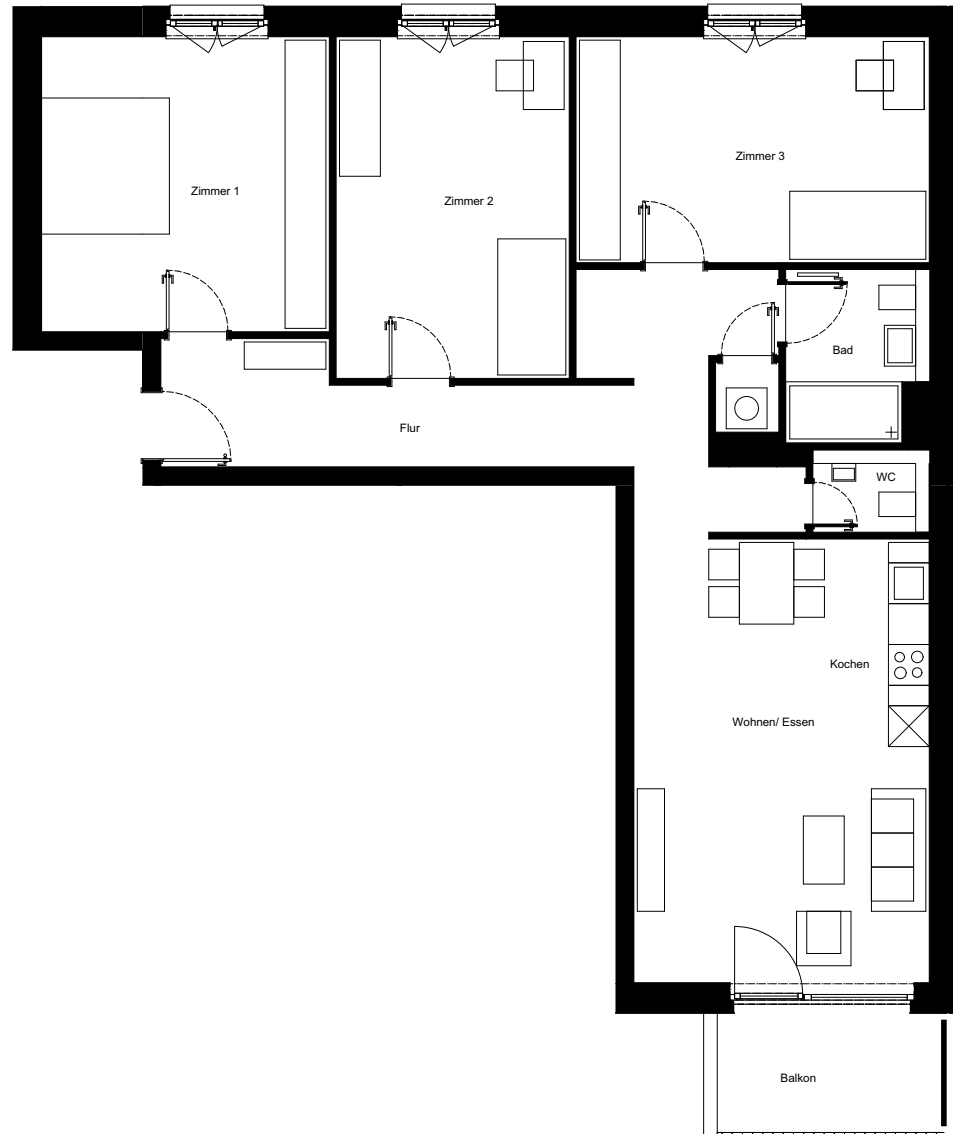 Zimmer 3
Zimmer 1
Zimmer 2
Bad
Flur
WC
Kochen
Wohnen/ Essen
Balkon